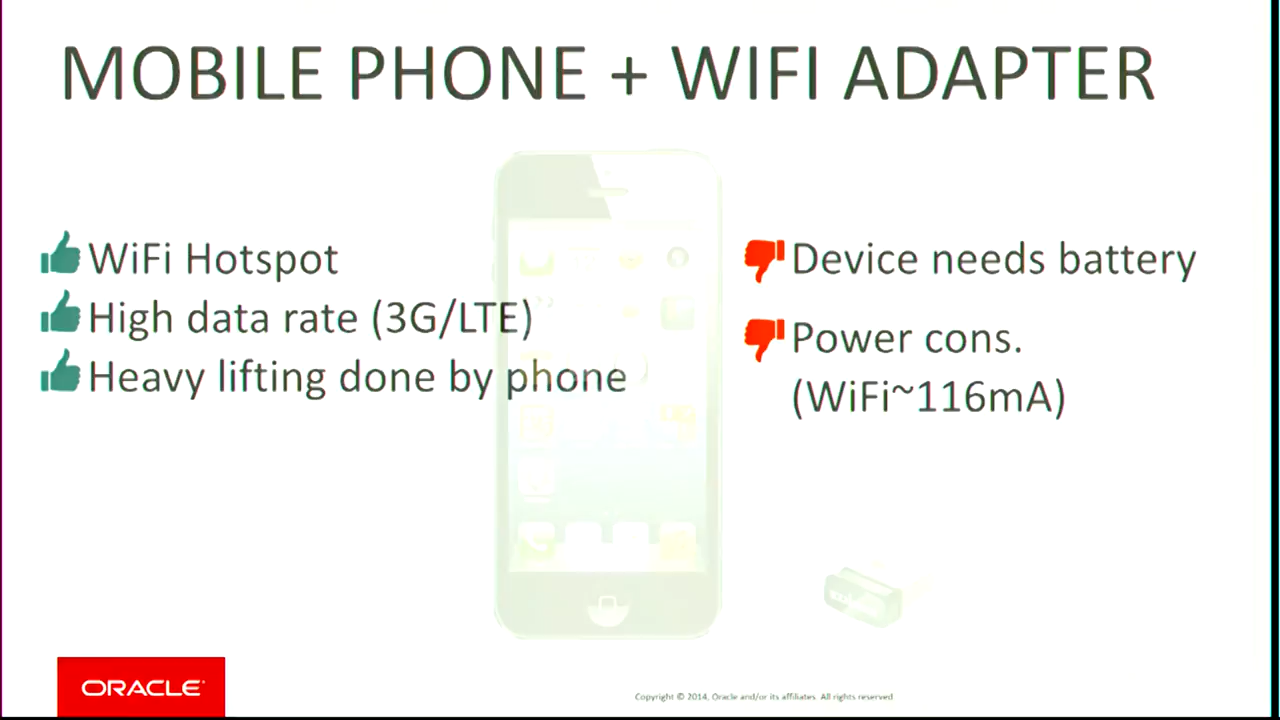 MOBILE PHONE + WIFI ADAPTER
WiFi Hotspot
High data rate (3G/LTE)
Heavy lifting done by phone
Device needs battery
Power cons.
(WiFi~116mA)
ORACLE
Copyright © 2014, Oracle and/or its affiliates. All rights reserved.